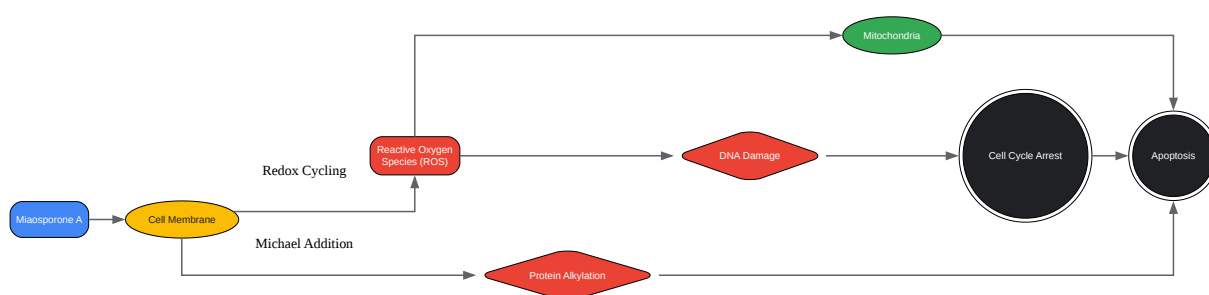 Mitochondria
Reactive Oxygen
Species (ROS)
DNA Damage
Cell Cycle Arrest
Apoptosis
Redox Cycling
Miaosporone A
Cell Membrane
Michael Addition
Protein Alkylation